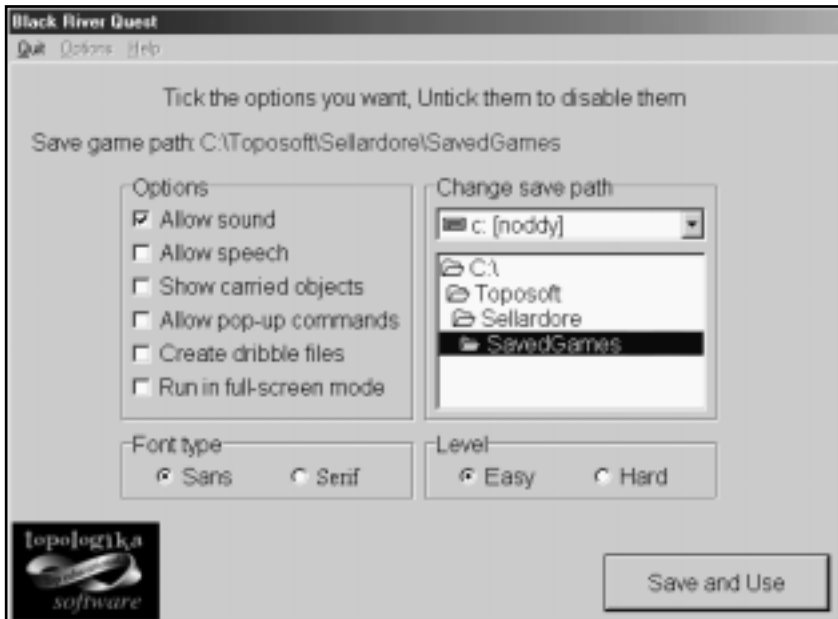 Black River Quest
Quit Options Help
Tick the options you want, Untick them to disable them
Save game path: C:\Toposoft\Sellardore\SavedGames
Options
Allow sound
Allow speech
Show carried objects
Allow pop-up commands
Create dribble files
Run in full-screen mode
Change save path
c: [noddy]
C:\
Toposoft
Sellardore
SavedGames
Font type
Sans Serif
Level
Easy Hard
topologika
software
Save and Use